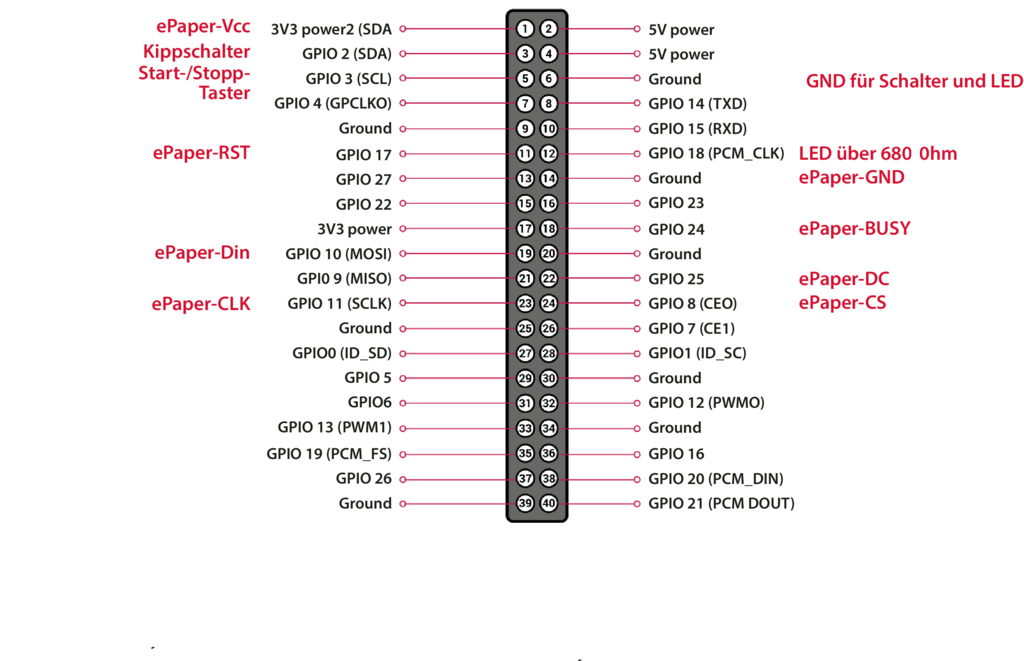 ePaper-Vcc 3V3 power2 (SDA 1 2 5V power
Kippschalter GPIO 2 (SDA) 3 4 5V power
Start-/Stopp- GPIO 3 (SCL) 5 6 Ground GND für Schalter und LED
Taster
GPIO 4 (GPCLKO) 7 8 GPIO 14 (TXD)
Ground 9 10 GPIO 15 (RXD)
ePaper-RST GPIO 17 11 12 GPIO 18 (PCM_CLK) LED über 680 0hm
GPIO 27 13 14 Ground ePaper-GND
GPIO 22 15 16 GPIO 23
3V3 power 17 18 GPIO 24 ePaper-BUSY
ePaper-Din GPIO 10 (MOSI) 19 20 Ground
GPI0 9 (MISO) 21 22 GPIO 25 ePaper-DC
ePaper-CLK GPIO 11 (SCLK) 23 24 GPIO 8 (CEO) ePaper-CS
Ground 25 26 GPIO 7 (CE1)
GPIO0 (ID_SD) 27 28 GPIO1 (ID_SC)
GPIO 5 29 30 Ground
GPIO6 31 32 GPIO 12 (PWMO)
GPIO 13 (PWM1) 33 34 Ground
GPIO 19 (PCM_FS) 35 36 GPIO 16
GPIO 26 37 38 GPIO 20 (PCM_DIN)
Ground 39 40 GPIO 21 (PCM DOUT)